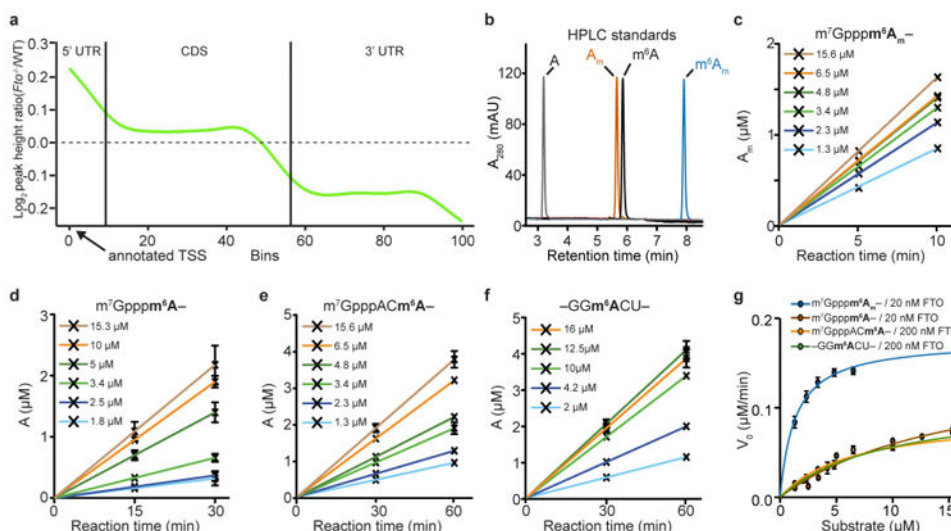 a
5' UTR CDS 3' UTR
Log₂ peak height ratio(Fto⁻/⁻/WT)
0.3
0.2
0.1
0.0
-0.1
-0.2
0 20 40 60 80 100
annotated TSS Bins
b
HPLC standards
A Aₘ m⁶A m⁶Aₘ
A₂₈₀ (mAU)
120
80
40
0
3 4 5 6 7 8
Retention time (min)
c
m⁷Gpppm⁶Aₘ–
15.6 µM
6.5 µM
4.8 µM
3.4 µM
2.3 µM
1.3 µM
Aₘ (µM)
2
1
0
0 5 10
Reaction time (min)
d
m⁷Gpppm⁶A–
15.3 µM
10 µM
5 µM
3.4 µM
2.5 µM
1.8 µM
A (µM)
3
2
1
0
0 15 30
Reaction time (min)
e
m⁷GpppACm⁶A–
15.6 µM
6.5 µM
4.8 µM
3.4 µM
2.3 µM
1.3 µM
A (µM)
5
4
3
2
1
0
0 30 60
Reaction time (min)
f
–GGm⁶ACU–
16 µM
12.5µM
10µM
4.2 µM
2 µM
A (µM)
5
4
3
2
1
0
0 30 60
Reaction time (min)
g
m⁷Gpppm⁶Aₘ– / 20 nM FTO
m⁷Gpppm⁶A– / 20 nM FTO
m⁷GpppACm⁶A– / 200 nM FTO
–GGm⁶ACU– / 200 nM FTO
V₀ (µM/min)
0.2
0.1
0.0
0 5 10 15
Substrate (µM)